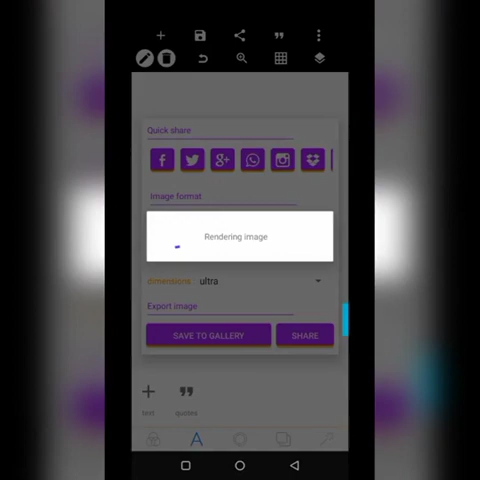 Quick share
Image format
Rendering image
dimensions ultra
Export image
SAVE TO GALLERY SHARE
text quotes